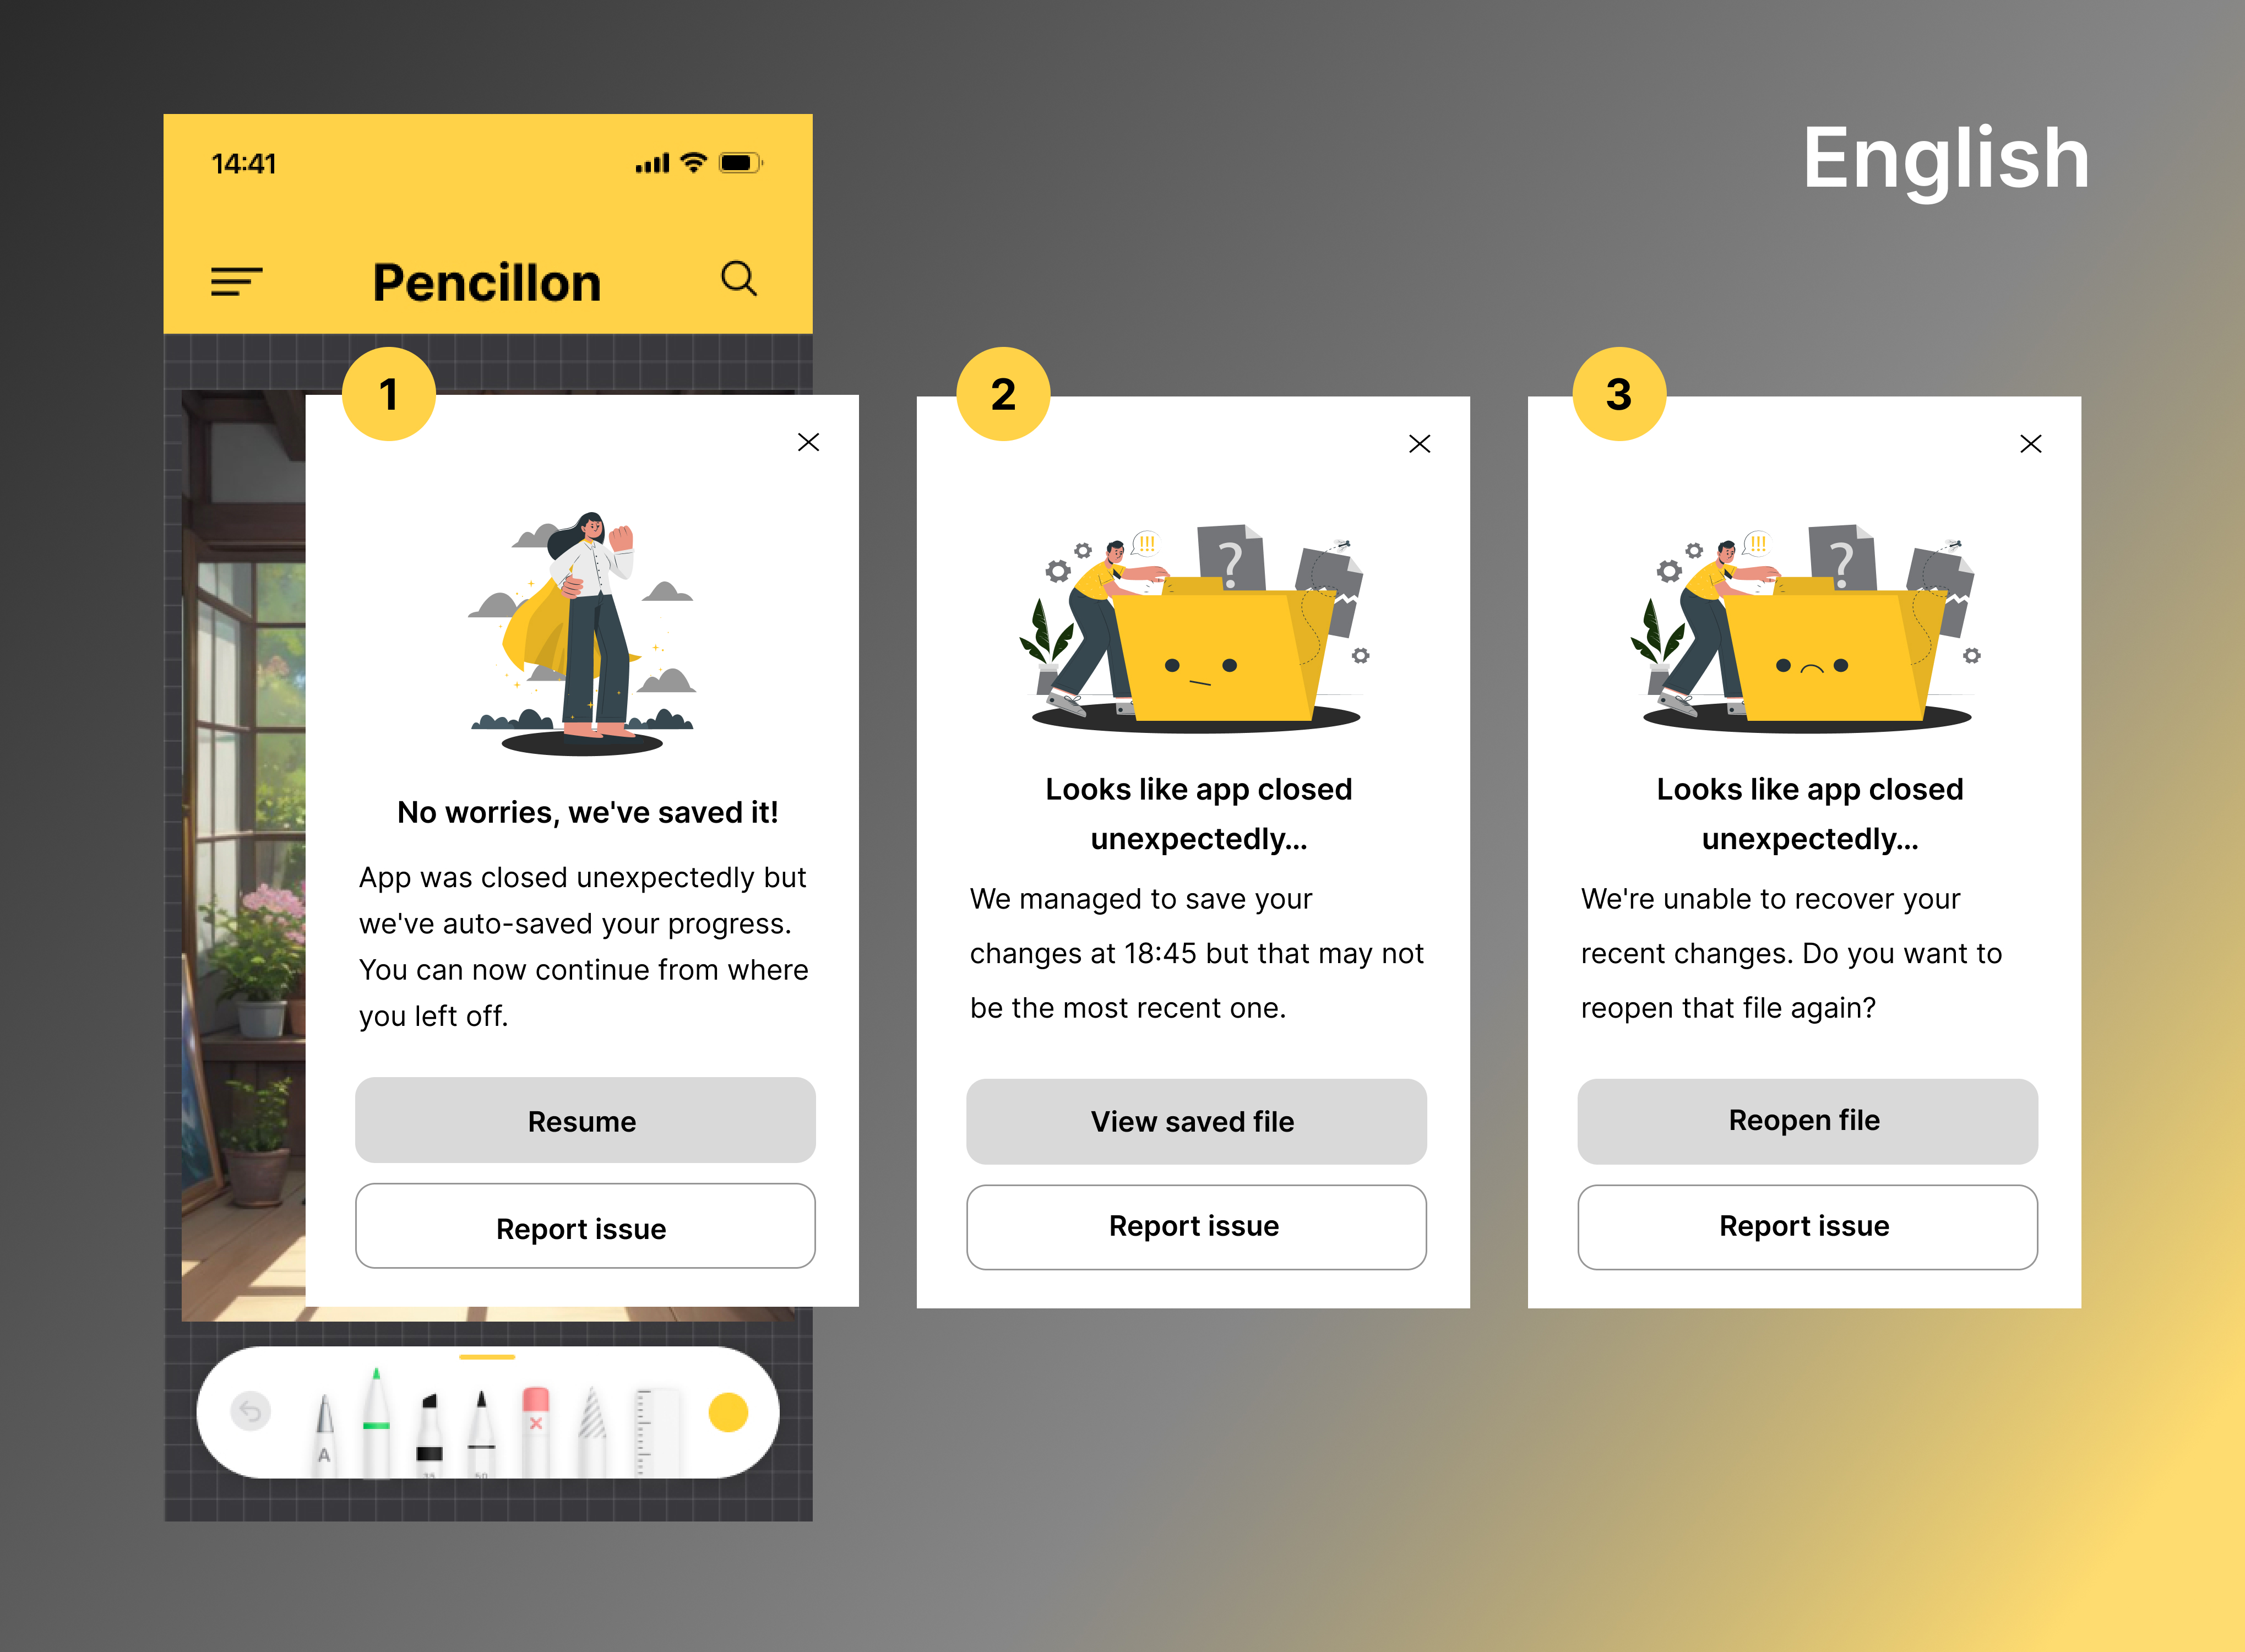 English
14:41
Pencillon
1
No worries, we've saved it!
App was closed unexpectedly but
we've auto-saved your progress.
You can now continue from where
you left off.
Resume
Report issue
2
!!!
?
Looks like app closed
unexpectedly...
We managed to save your
changes at 18:45 but that may not
be the most recent one.
View saved file
Report issue
3
!!!
?
Looks like app closed
unexpectedly...
We're unable to recover your
recent changes. Do you want to
reopen that file again?
Reopen file
Report issue
A